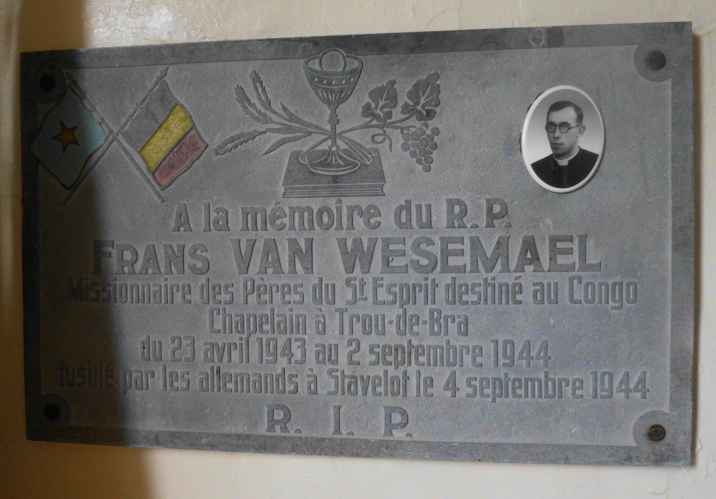 A la mémoire du R.P.
FRANS VAN WESEMAEL
Missionnaire des Pères du St Esprit destiné au Congo
Chapelain à Trou-de-Bra
du 23 avril 1943 au 2 septembre 1944
fusillé par les allemands à Stavelot le 4 septembre 1944
R. I. P.